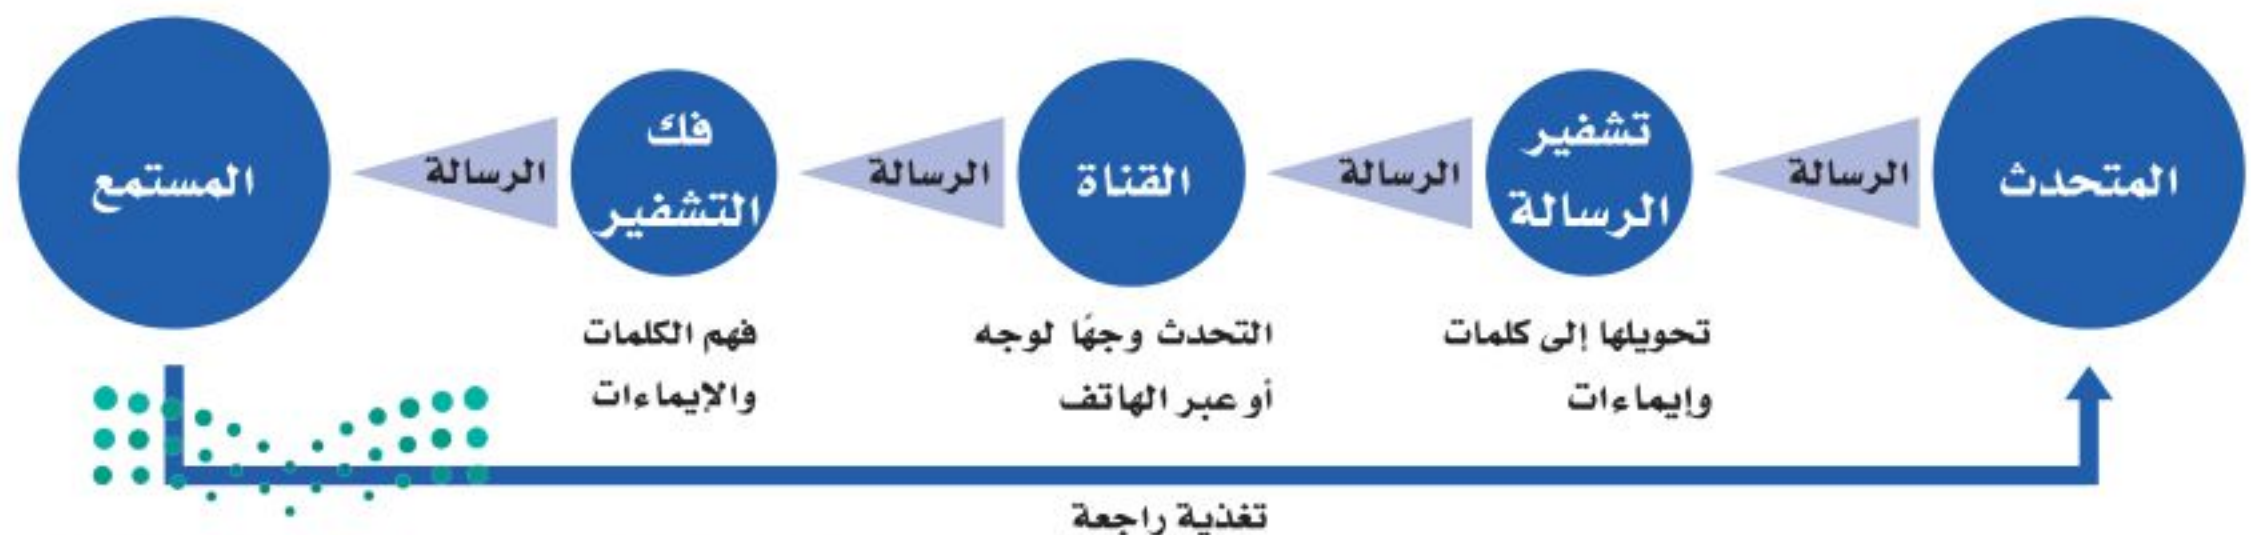 المتحدث
الرسالة
تشفير
الرسالة
الرسالة
القناة
الرسالة
فك
التشفير
الرسالة
المستمع
تحويلها إلى كلمات
وإيماءات
التحدث وجهًا لوجه
أو عبر الهاتف
فهم الكلمات
والإيماءات
تغذية راجعة